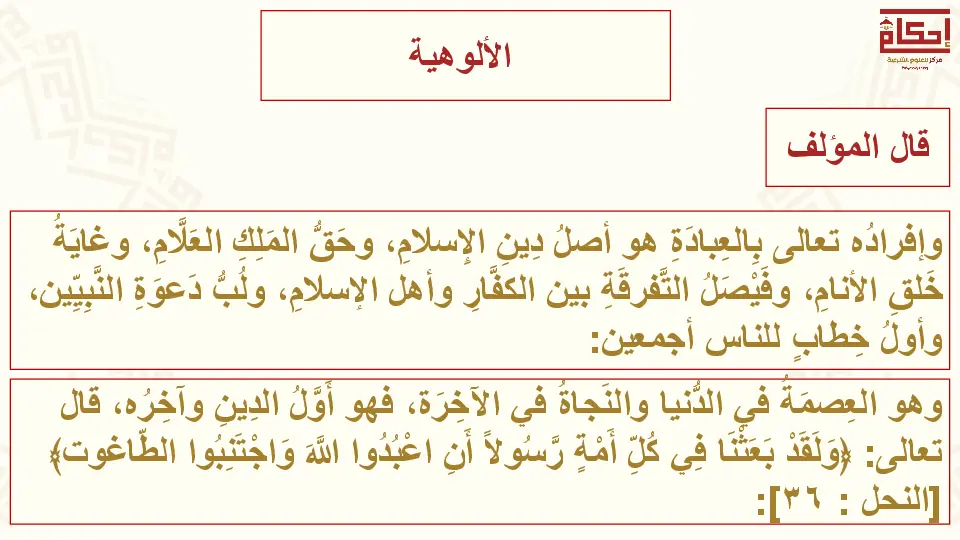 إحكام
مركز للعلوم الشرعية
الألوهية
قال المؤلف
وإفرادُه تعالى بِالعِبادَةِ هو أصلُ دِينِ الإِسلامِ، وحَقُّ المَلِكِ العَلَّامِ، وغايَةُ
خَلقِ الأنامِ، وفَيْصَلُ التَّفرقَةِ بين الكفَّارِ وأهل الإسلامِ، ولُبُّ دَعوَةِ النَّبِيِّين،
وأولُ خِطابٍ للناس أجمعين:
وهو العِصمَةُ في الدُّنيا والنَجاةُ في الآخِرَة، فهو أَوَّلُ الدِينِ وآخِرُه، قال
تعالى: ﴿وَلَقَدْ بَعَثْنَا فِي كُلِّ أُمَّةٍ رَّسُولاً أَنِ اعْبُدُوا اللَّهَ وَاجْتَنِبُوا الطّاغوت﴾
[النحل : ٣٦]: